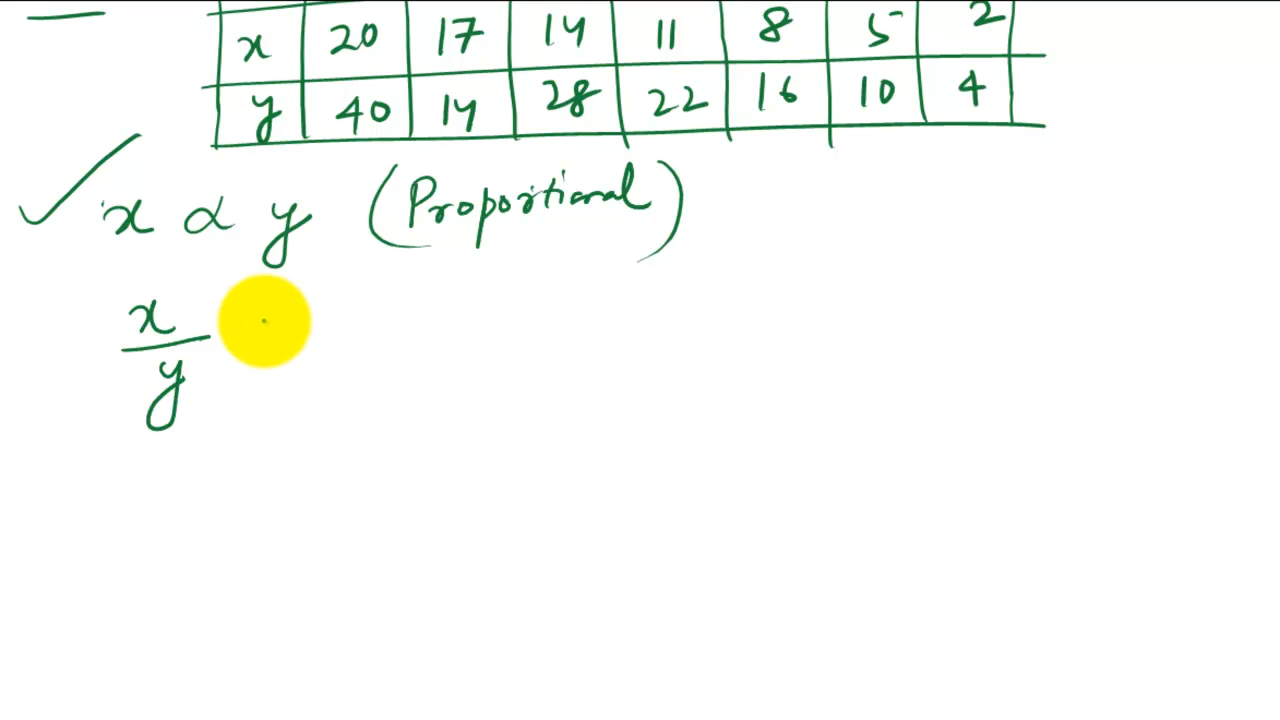 x 20 17 14 11 8 5 2
y 40 14 28 22 16 10 4
x ∝ y (Proportional)
x
y